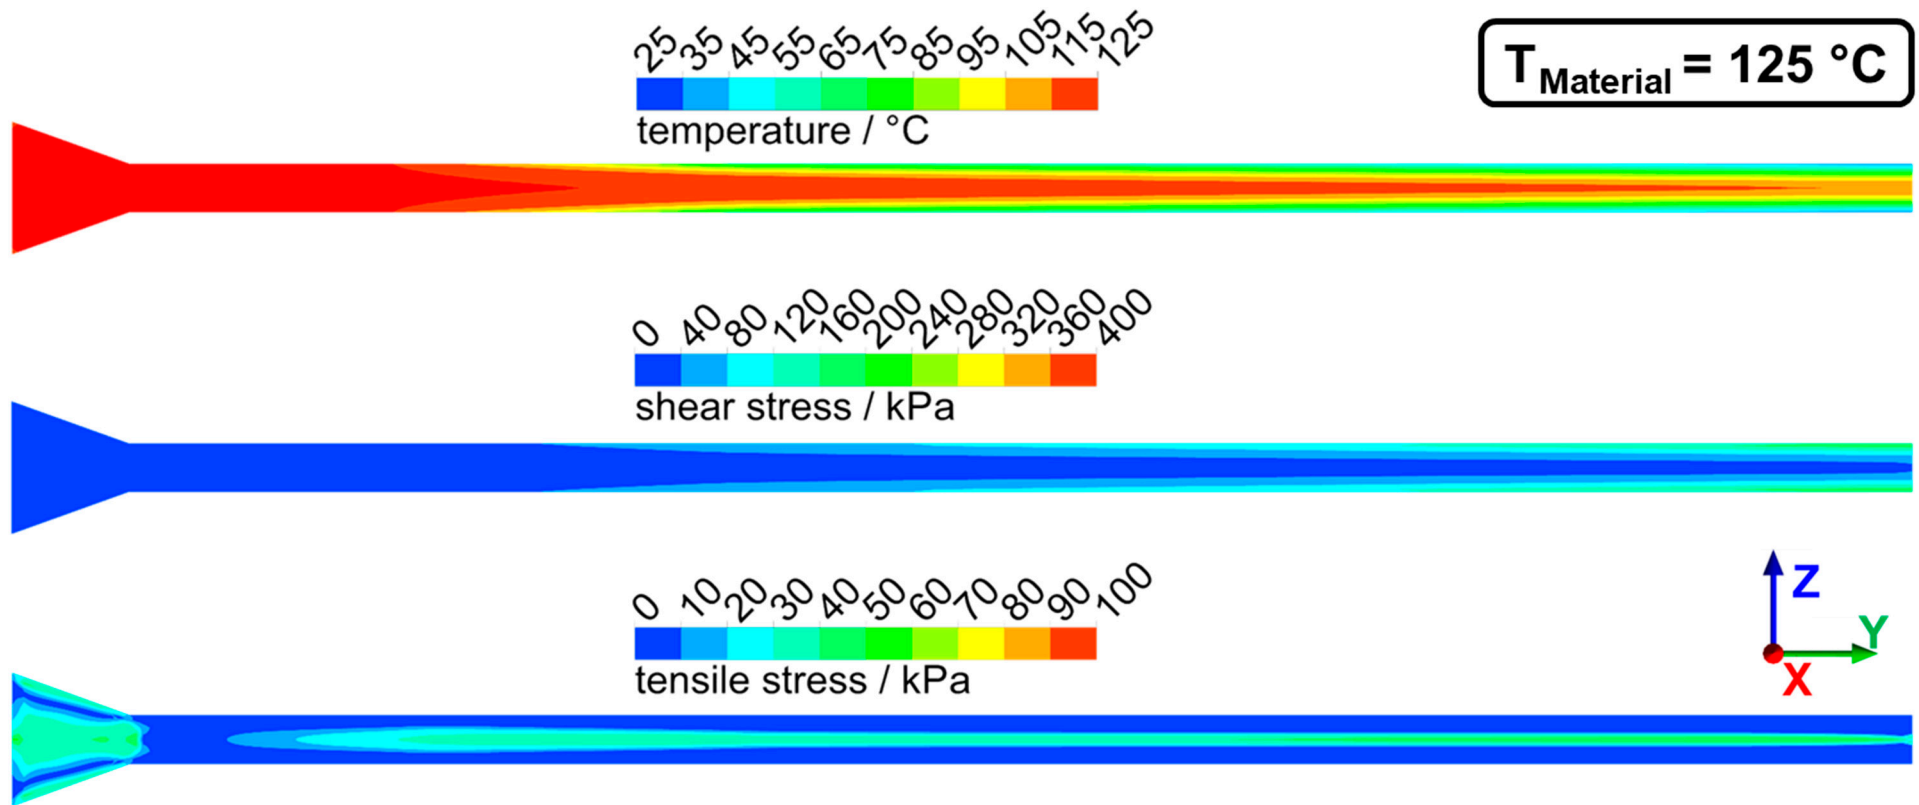 25 35 45 55 65 75 85 95 105 115 125
temperature / °C
T Material = 125 °C
0 40 80 120 160 200 240 280 320 360 400
shear stress / kPa
0 10 20 30 40 50 60 70 80 90 100
tensile stress / kPa
Z
Y
X